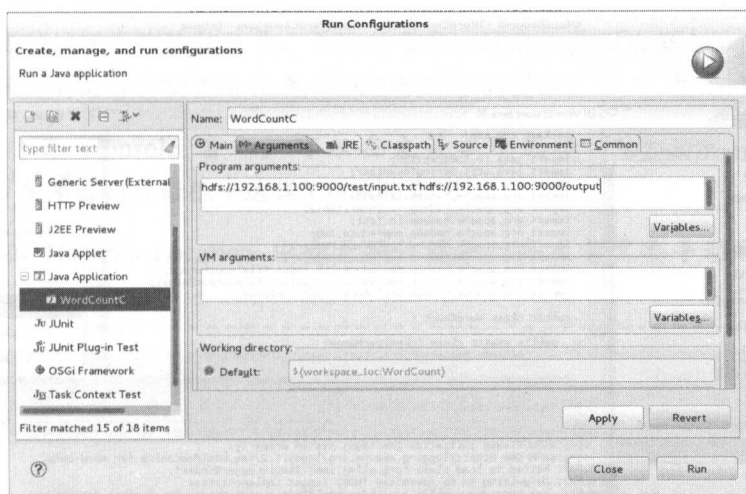 Run Configurations
Create, manage, and run configurations
Run a Java application
Name: WordCountC
type filter text
Main Arguments JRE Classpath Source Environment Common
Generic Server(External
HTTP Preview
J2EE Preview
Java Applet
Java Application
WordCountC
JUnit
JUnit Plug-in Test
OSGi Framework
Task Context Test
Filter matched 15 of 18 items
Program arguments:
hdfs://192.168.1.100:9000/test/input.txt hdfs://192.168.1.100:9000/output
Variables...
VM arguments:
Variables...
Working directory:
Default: ${workspace_loc:WordCount}
Apply Revert
Close Run